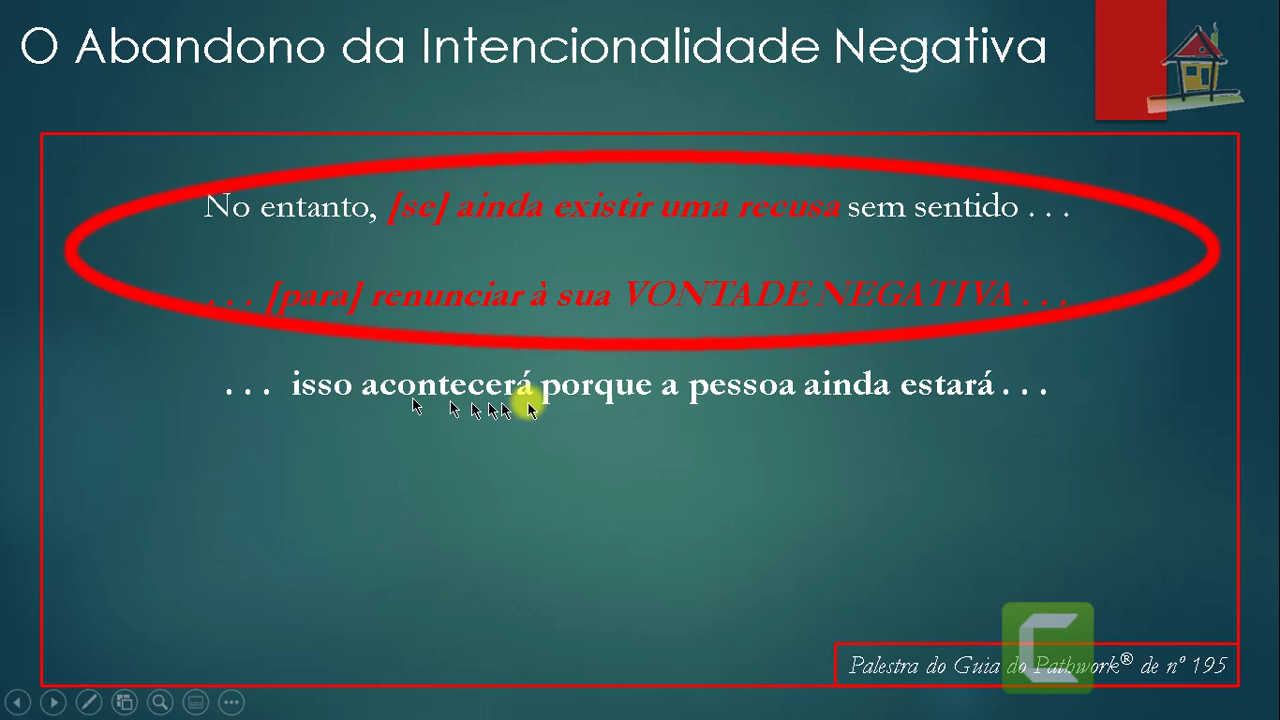 O Abandono da Intencionalidade Negativa
No entanto, [se] ainda existir uma recusa sem sentido . . .
. . . [para] renunciar à sua VONTADE NEGATIVA . . .
. . . isso acontecerá porque a pessoa ainda estará . . .
Palestra do Guia do Pathwork® de nº 195